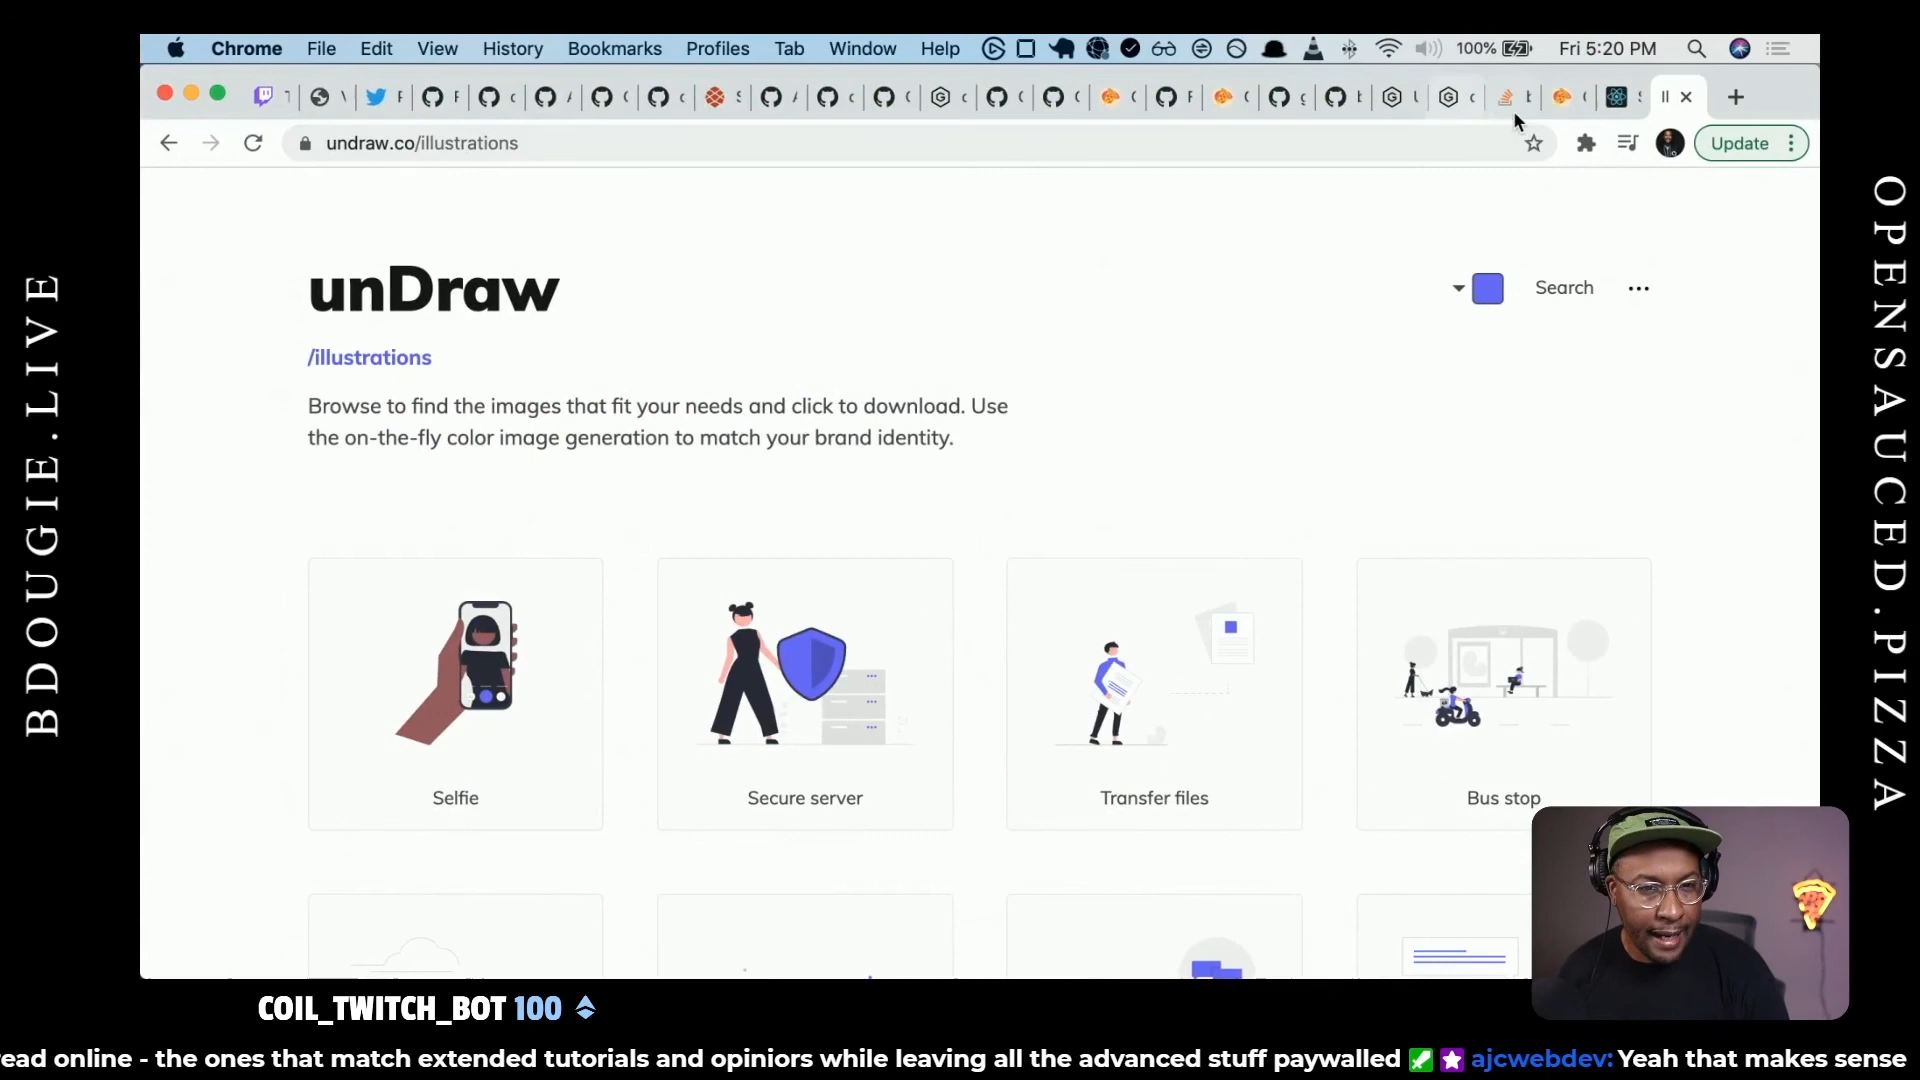 Chrome File Edit View History Bookmarks Profiles Tab Window Help 100% Fri 5:20 PM
undraw.co/illustrations
Update
unDraw
Search
/illustrations
Browse to find the images that fit your needs and click to download. Use
the on-the-fly color image generation to match your brand identity.
Selfie
Secure server
Transfer files
Bus stop
BDOUGIE.LIVE
OPENSAUCED.PIZZA
COIL_TWITCH_BOT 100
ead online - the ones that match extended tutorials and opiniors while leaving all the advanced stuff paywalled ajcwebdev: Yeah that makes sense